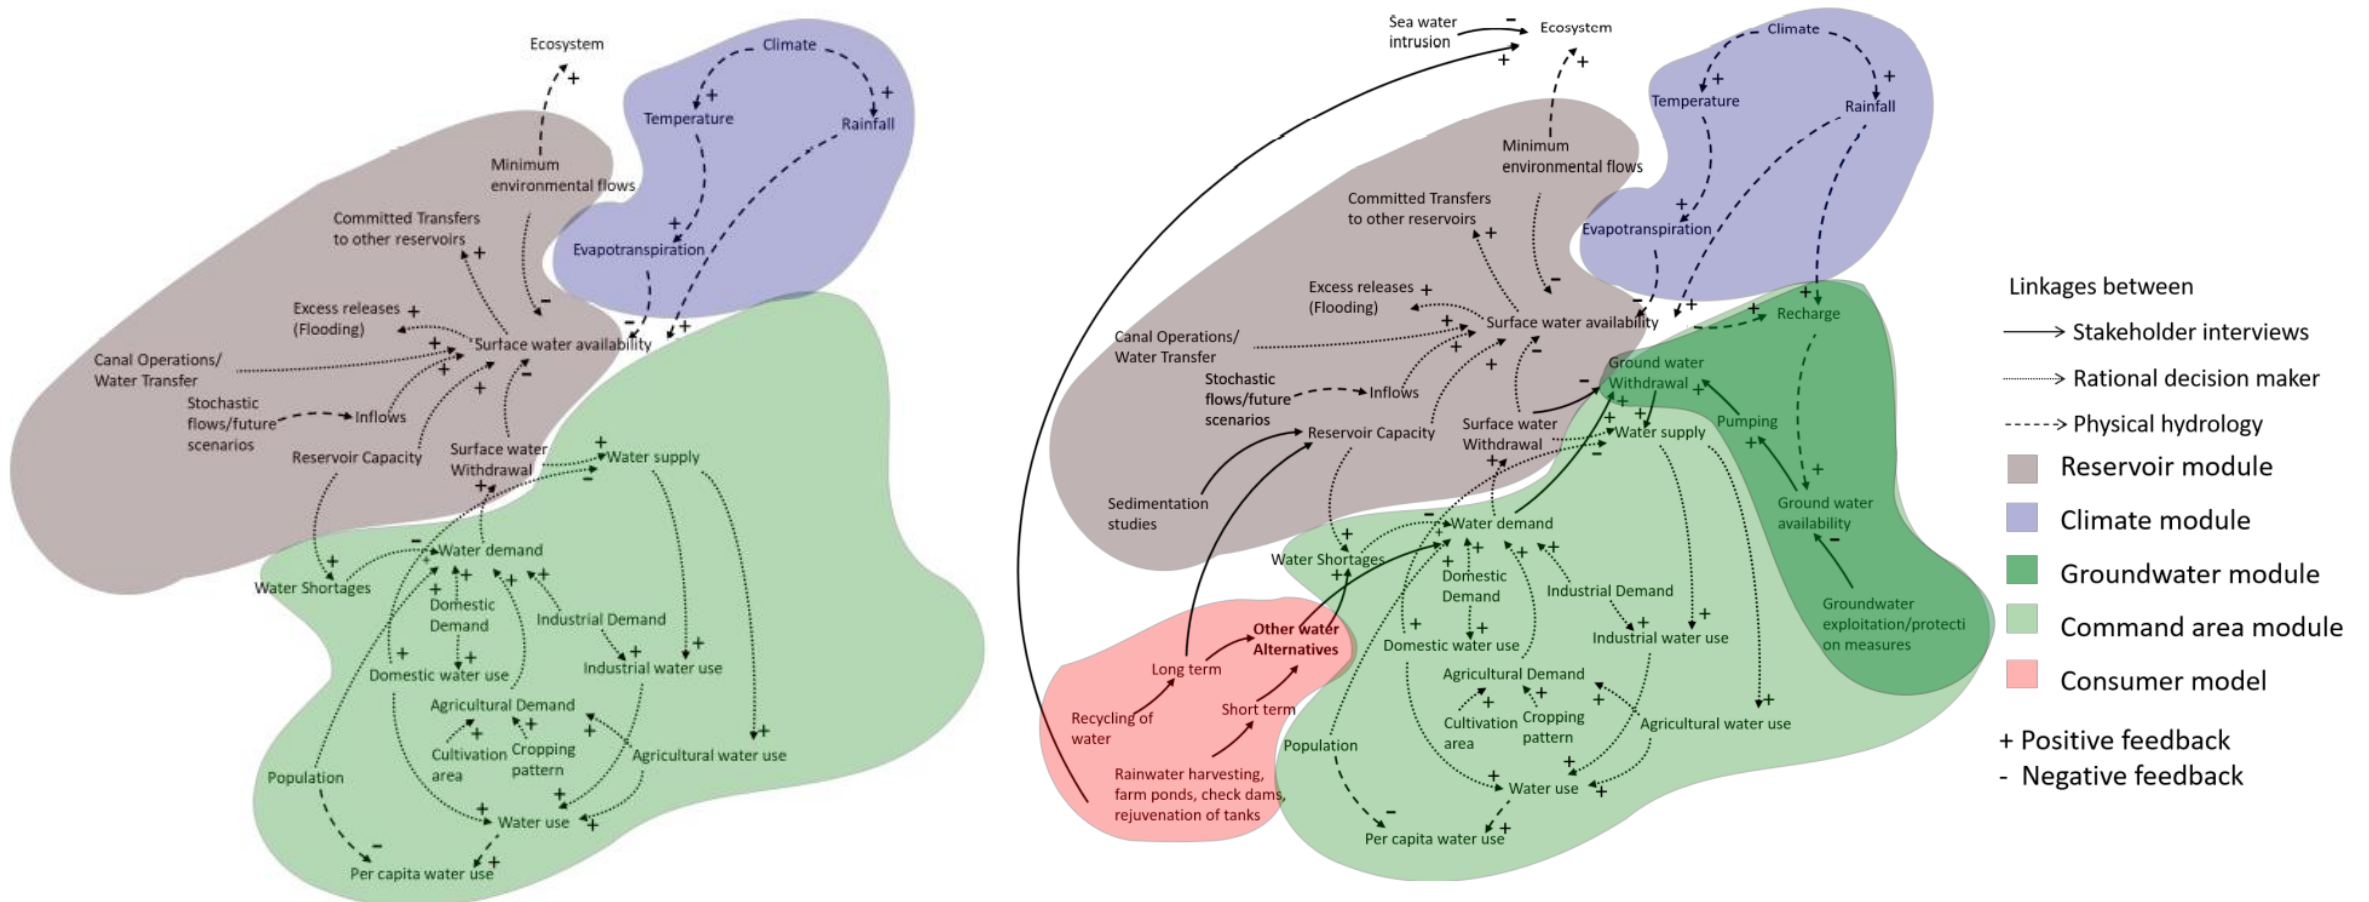 Ecosystem
+
Climate
+
+
Temperature
Rainfall
Minimum
environmental flows
Committed Transfers
to other reservoirs
+
+
Evapotranspiration
-
Excess releases
(Flooding)
+
-
+
Surface water availability
Canal Operations/
Water Transfer
+
+
+
-
Stochastic
flows/future
scenarios
Inflows
Reservoir Capacity
Surface water
Withdrawal
+
+
-
Water supply
Water demand
-
+
+
Water Shortages
+
+
+
+
Domestic
Demand
Industrial Demand
+
+
+
+
Domestic water use
Industrial water use
Agricultural Demand
+
+
+
+
Cultivation
area
Cropping
pattern
Agricultural water use
Population
+
+
+
Water use
-
+
Per capita water use
Sea water
intrusion
-
+
Ecosystem
+
Climate
+
+
Temperature
Rainfall
Minimum
environmental flows
Committed Transfers
to other reservoirs
+
+
Evapotranspiration
-
Excess releases
(Flooding)
+
-
+
+
+
Recharge
Surface water availability
Canal Operations/
Water Transfer
+
+
+
-
Stochastic
flows/future
scenarios
Inflows
-
Ground water
Withdrawal
+
+
+
+
Pumping
+
Reservoir Capacity
Surface water
Withdrawal
+
-
Water supply
+
Sedimentation
studies
Ground water
availability
-
Water demand
-
+
+
Water Shortages
+
+
+
+
+
Domestic
Demand
Industrial Demand
Groundwater
exploitation/protecti
on measures
Other water
Alternatives
+
+
+
+
Domestic water use
Industrial water use
Long term
Agricultural Demand
+
+
+
+
Short term
Recycling of
water
Cultivation
area
Cropping
pattern
Agricultural water use
Population
Rainwater harvesting,
farm ponds, check dams,
rejuvenation of tanks
+
+
+
Water use
-
+
Per capita water use
Linkages between
Stakeholder interviews
Rational decision maker
Physical hydrology
Reservoir module
Climate module
Groundwater module
Command area module
Consumer model
+ Positive feedback
- Negative feedback